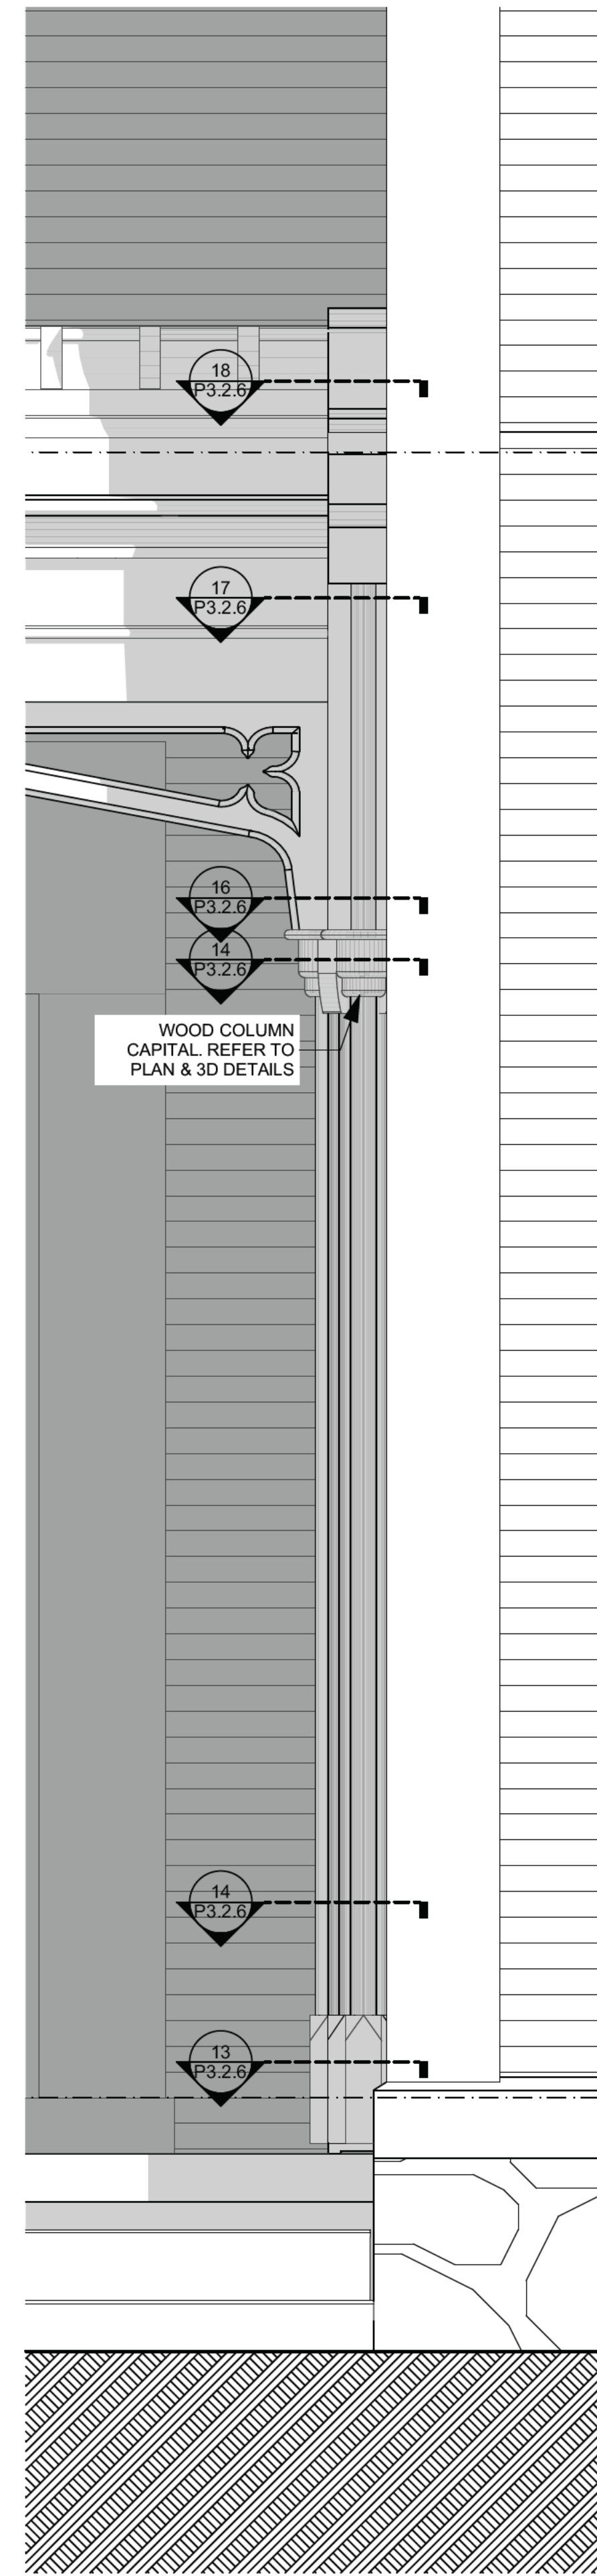 18
P3.2.6
17
P3.2.6
16
P3.2.6
14
P3.2.6
WOOD COLUMN
CAPITAL. REFER TO
PLAN & 3D DETAILS
14
P3.2.6
13
P3.2.6